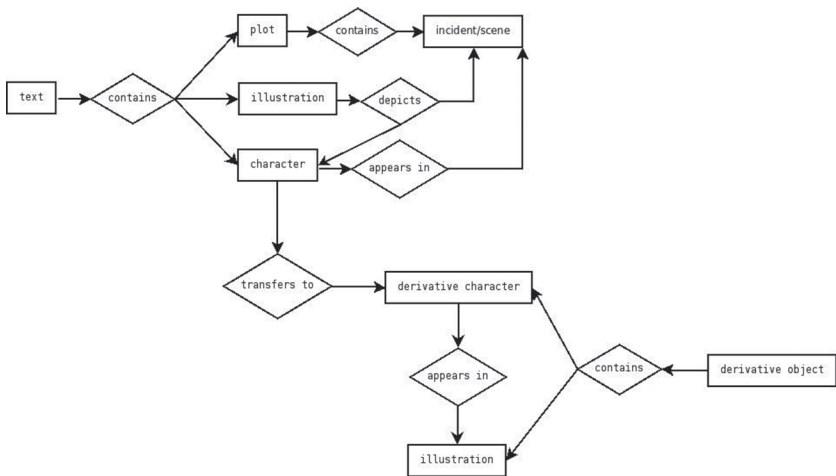 plot
contains
incident/scene
text
contains
illustration
depicts
character
appears in
transfers to
derivative character
appears in
contains
derivative object
illustration